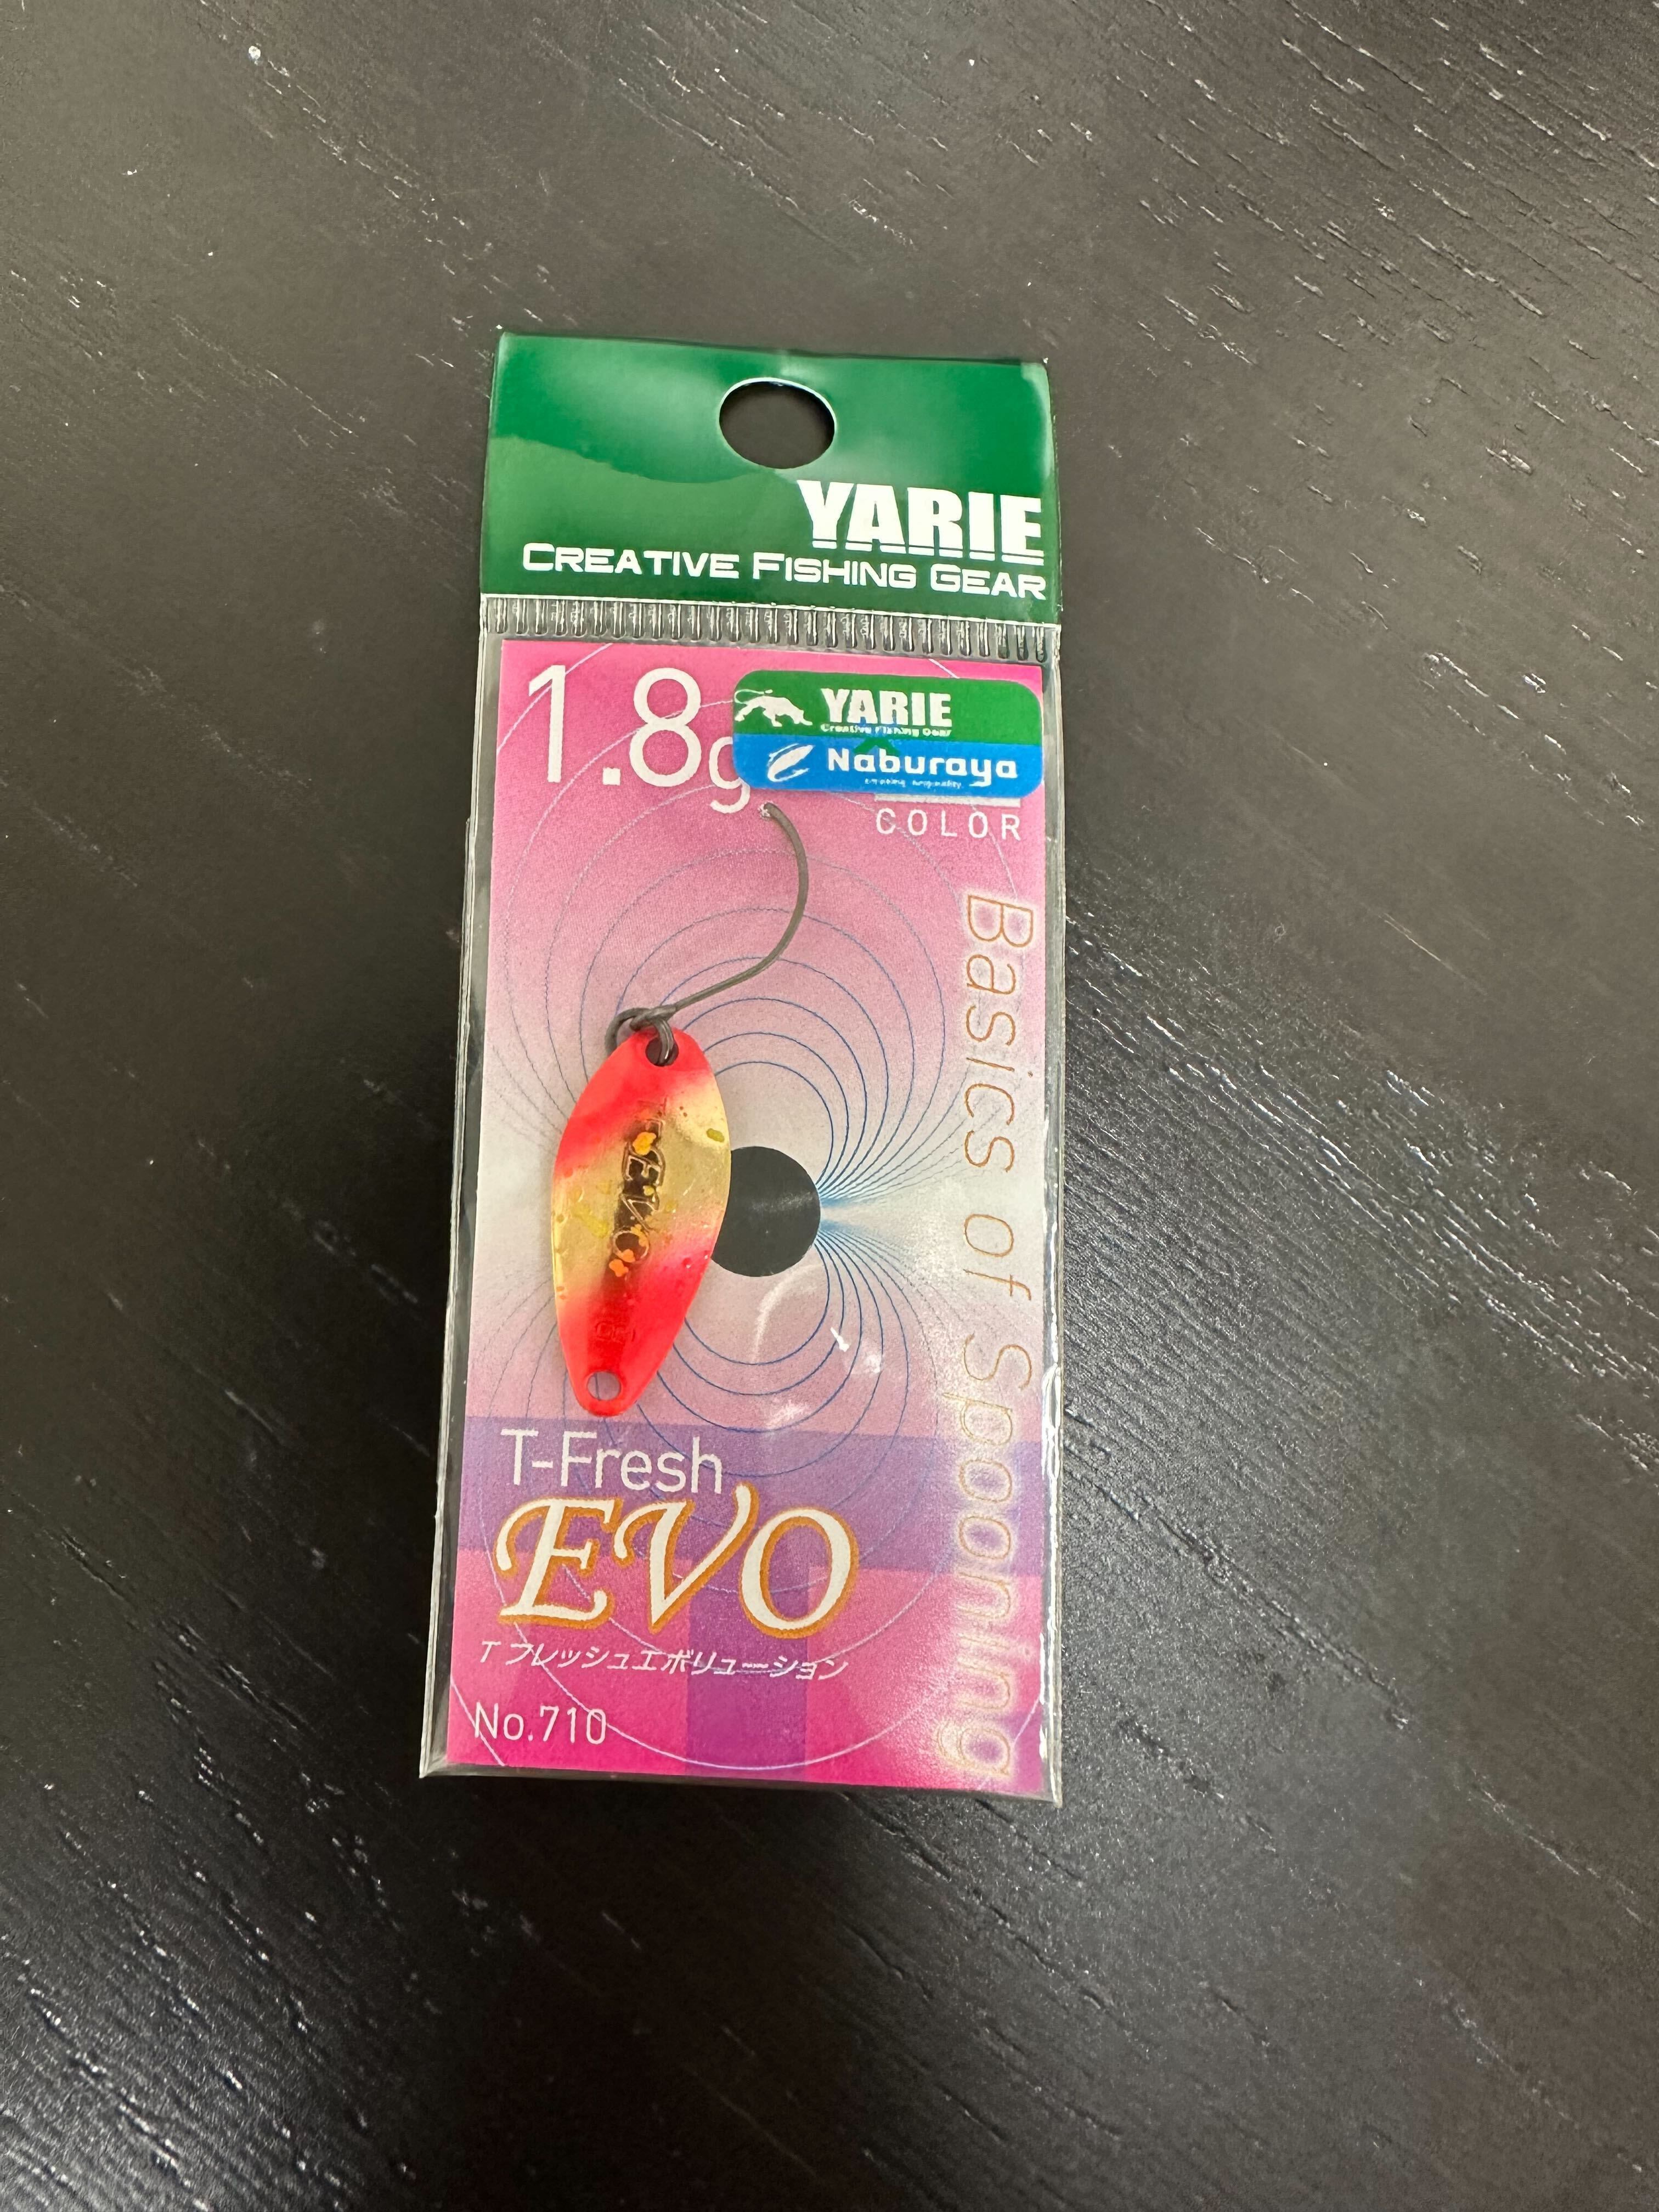 YARIE
CREATIVE FISHING GEAR
1.8g
YARIE
Creative Fishing Gear
Naburaya
COLOR
Basics of Spooning
EVO
T-Fresh
EVO
T フレッシュエボリューション
No.710